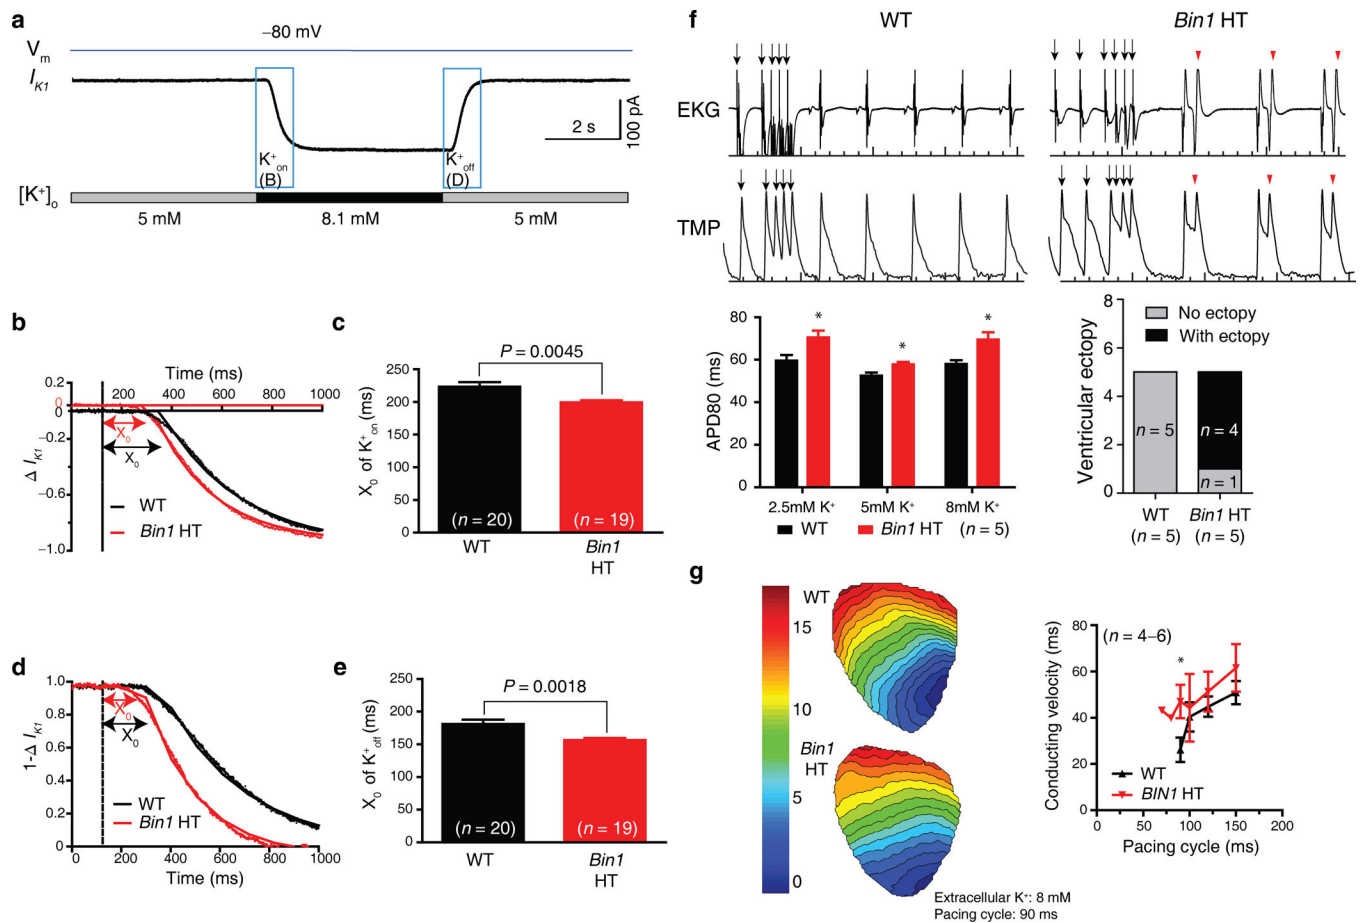 a
−80 mV
V_m
I_K1
2 s
100 pA
K⁺on
(B)
K⁺off
(D)
[K⁺]o
5 mM
8.1 mM
5 mM
b
Time (ms)
200 400 600 800 1000
0.2
0
0
−0.2
−0.6
−1.0
Δ I_K1
X₀
X₀
WT
Bin1 HT
c
P = 0.0045
250
200
150
100
50
0
X₀ of K⁺on (ms)
(n = 20)
(n = 19)
WT
Bin1
HT
d
1.0
0.8
0.6
0.4
0.2
0
1-Δ I_K1
X₀
X₀
WT
Bin1 HT
0 200 400 600 800 1000
Time (ms)
e
P = 0.0018
250
200
150
100
50
0
X₀ of K⁺off (ms)
(n = 20)
(n = 19)
WT
Bin1
HT
f
WT
Bin1 HT
EKG
TMP
80
60
40
20
0
APD80 (ms)
*
*
*
2.5mM K⁺
5mM K⁺
8mM K⁺
WT
Bin1 HT
(n = 5)
8
6
4
2
0
Ventricular ectopy
No ectopy
With ectopy
n = 5
n = 4
n = 1
WT
(n = 5)
Bin1 HT
(n = 5)
g
WT
15
10
Bin1
HT
5
0
Extracellular K⁺: 8 mM
Pacing cycle: 90 ms
80
60
40
20
0
Conducting velocity (ms)
(n = 4–6)
*
WT
BIN1 HT
0 50 100 150 200
Pacing cycle (ms)